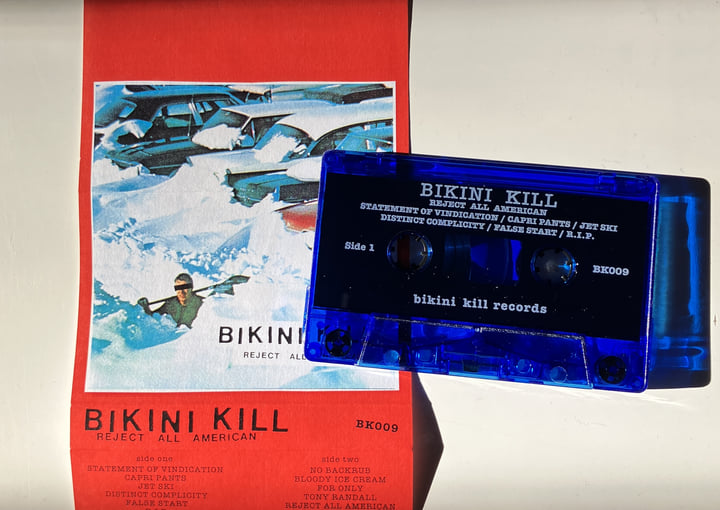 BIKINI
REJECT ALL
BIKINI KILL
REJECT ALL AMERICAN
BK009
side one
STATEMENT OF VINDICATION
CAPRI PANTS
JET SKI
DISTINCT COMPLICITY
FALSE START
side two
NO BACKRUB
BLOODY ICE CREAM
FOR ONLY
TONY RANDALL
REJECT ALL AMERICAN
BIKINI KILL
REJECT ALL AMERICAN
STATEMENT OF VINDICATION / CAPRI PANTS / JET SKI
DISTINCT COMPLICITY / FALSE START / R.I.P.
Side 1
BK009
bikini kill records